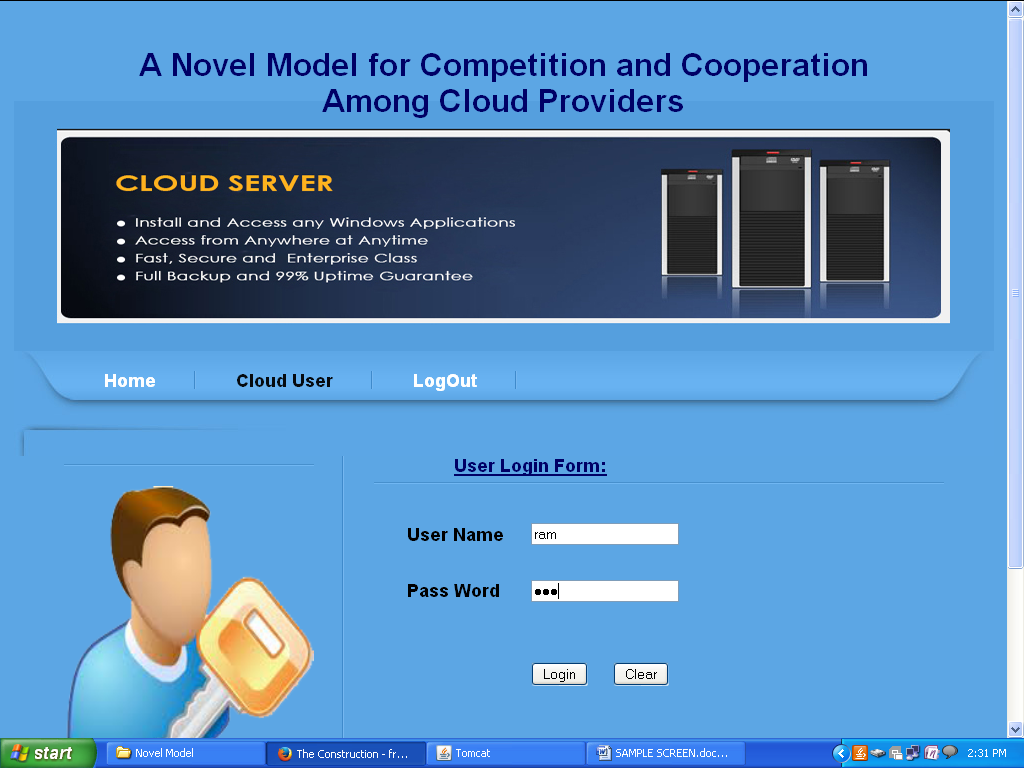 A Novel Model for Competition and Cooperation
Among Cloud Providers
CLOUD SERVER
● Install and Access any Windows Applications
● Access from Anywhere at Anytime
● Fast, Secure and Enterprise Class
● Full Backup and 99% Uptime Guarantee
Home Cloud User LogOut
User Login Form:
User Name ram
Pass Word ●●●
Login Clear
start Novel Model The Construction - fr... Tomcat SAMPLE SCREEN.doc... 2:31 PM